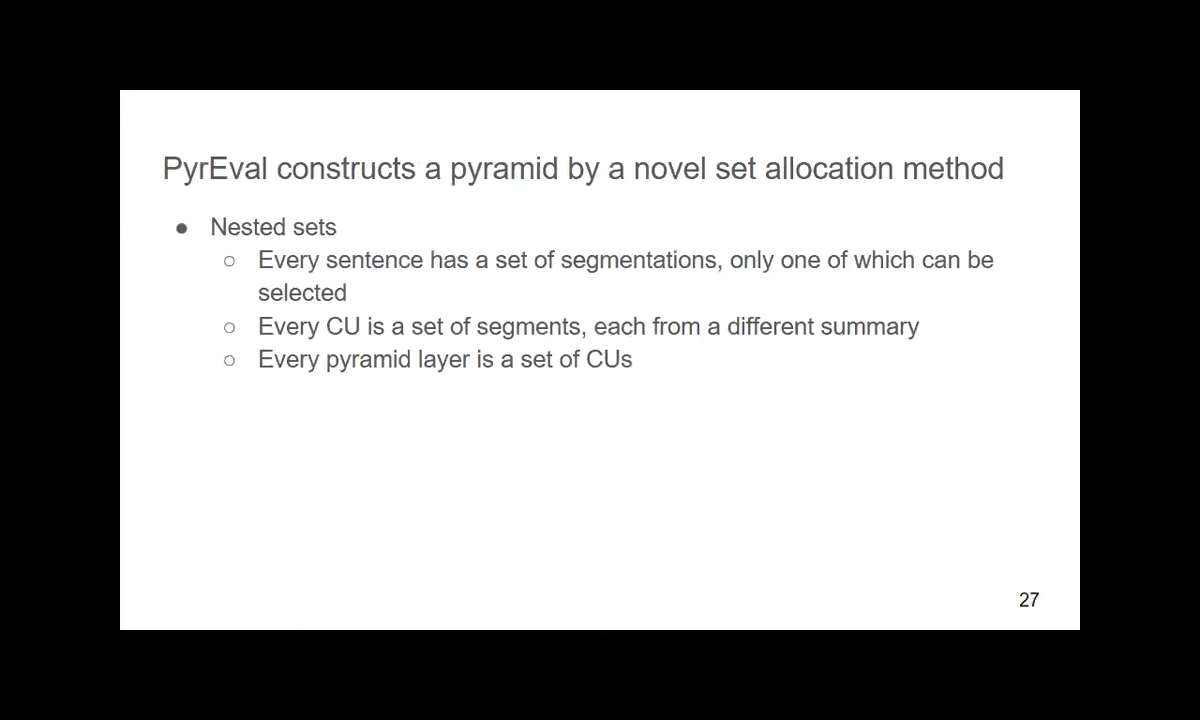 PyrEval constructs a pyramid by a novel set allocation method
● Nested sets
○ Every sentence has a set of segmentations, only one of which can be
selected
○ Every CU is a set of segments, each from a different summary
○ Every pyramid layer is a set of CUs
27